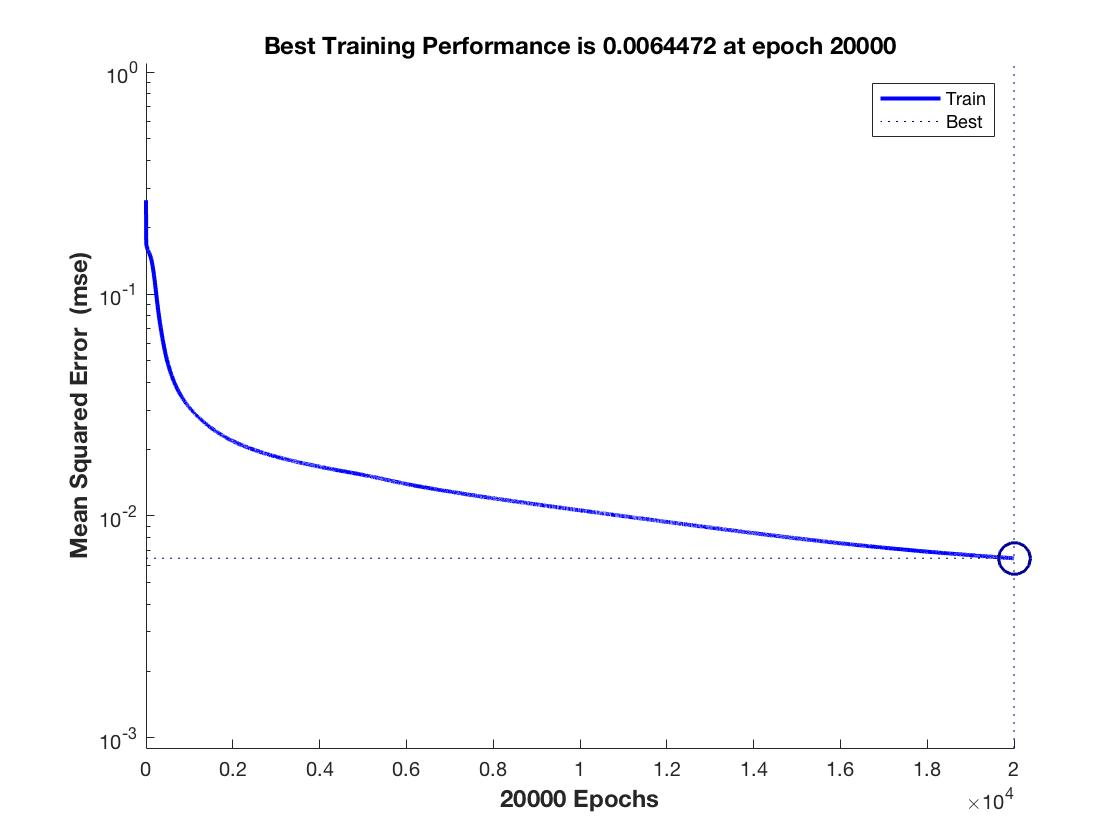 Best Training Performance is 0.0064472 at epoch 20000
10^0
10^-1
10^-2
10^-3
Mean Squared Error (mse)
Train
Best
0 0.2 0.4 0.6 0.8 1 1.2 1.4 1.6 1.8 2
×10^4
20000 Epochs